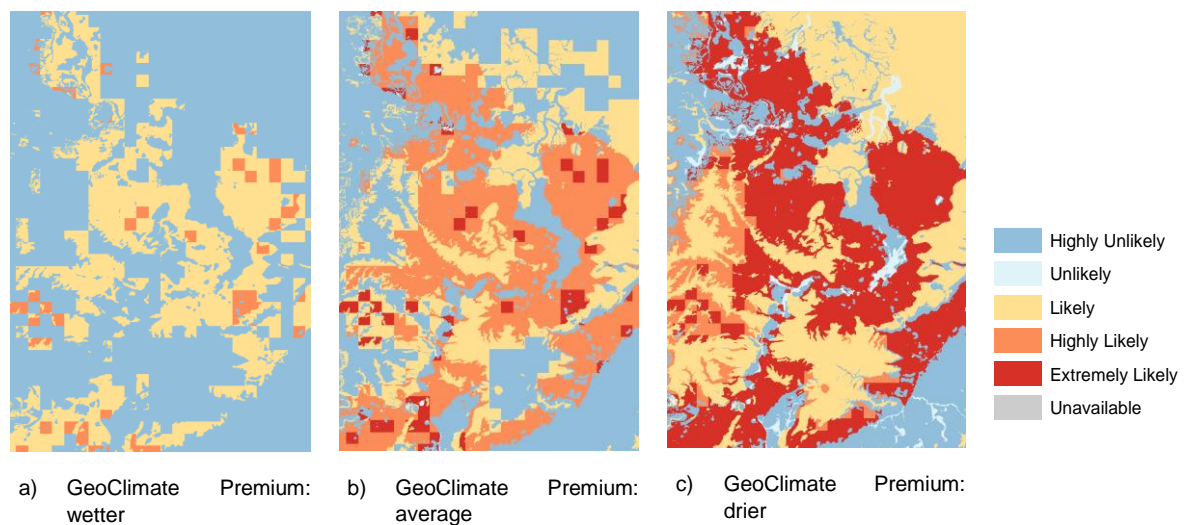 Highly Unlikely
Unlikely
Likely
Highly Likely
Extremely Likely
Unavailable
a) GeoClimate Premium:
wetter
b) GeoClimate Premium:
average
c) GeoClimate Premium:
drier